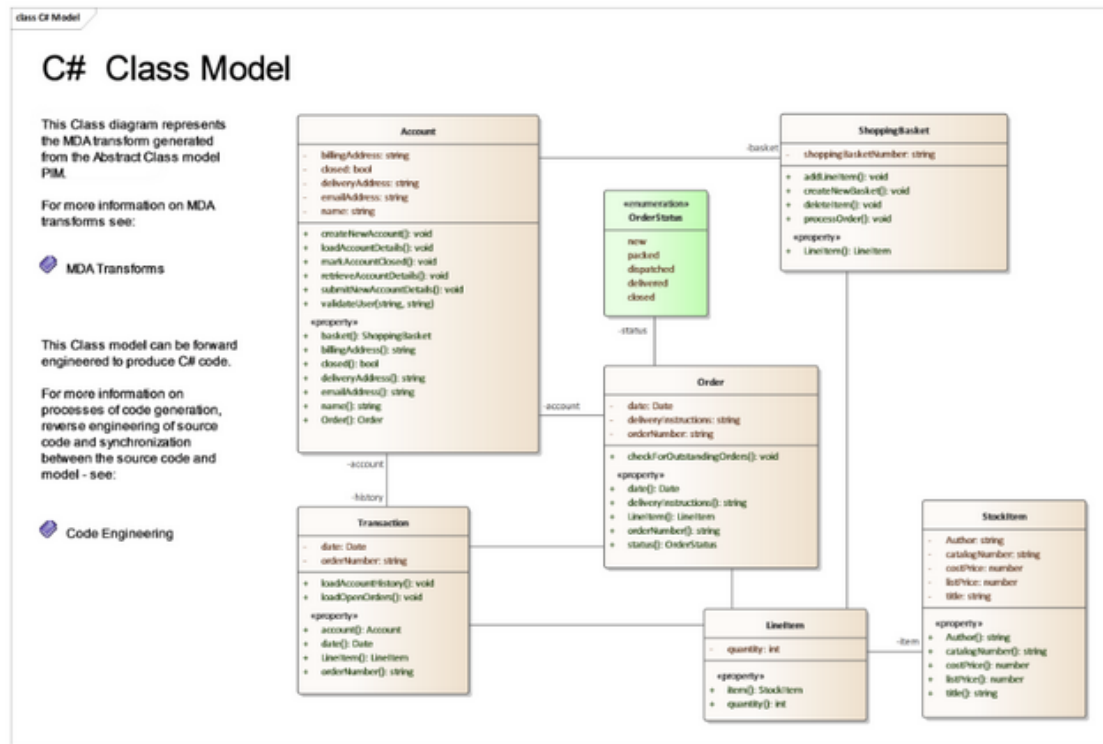 class C# Model
C# Class Model
This Class diagram represents
the MDA transform generated
from the Abstract Class model
PIM.
For more information on MDA
transforms see:
MDA Transforms
This Class model can be forward
engineered to produce C# code.
For more information on
processes of code generation,
reverse engineering of source
code and synchronization
between the source code and
model - see:
Code Engineering
Account
- billingAddress: string
- closed: bool
- deliveryAddress: string
- emailAddress: string
- name: string
+ createNewAccount(): void
+ loadAccountDetails(): void
+ markAccountClosed(): void
+ retrieveAccountDetails(): void
+ submitNewAccountDetails(): void
+ validateUser(string, string)
«property»
+ basket(): ShoppingBasket
+ billingAddress(): string
+ closed(): bool
+ deliveryAddress(): string
+ emailAddress(): string
+ name(): string
+ Order(): Order
-basket
ShoppingBasket
- shoppingBasketNumber: string
+ addLineItem(): void
+ createNewBasket(): void
+ deleteItem(): void
+ processOrder(): void
«property»
+ LineItem(): LineItem
«enumeration»
OrderStatus
new
packed
dispatched
delivered
closed
-status
-account
Order
- date: Date
- deliveryInstructions: string
- orderNumber: string
+ checkForOutstandingOrders(): void
«property»
+ date(): Date
+ deliveryInstructions(): string
+ LineItem(): LineItem
+ orderNumber(): string
+ status(): OrderStatus
-account
-history
Transaction
- date: Date
- orderNumber: string
+ loadAccountHistory(): void
+ loadOpenOrders(): void
«property»
+ account(): Account
+ date(): Date
+ LineItem(): LineItem
+ orderNumber(): string
LineItem
- quantity: int
«property»
+ item(): StockItem
+ quantity(): int
-item
StockItem
- Author: string
- catalogNumber: string
- costPrice: number
- listPrice: number
- title: string
«property»
+ Author(): string
+ catalogNumber(): string
+ costPrice(): number
+ listPrice(): number
+ title(): string